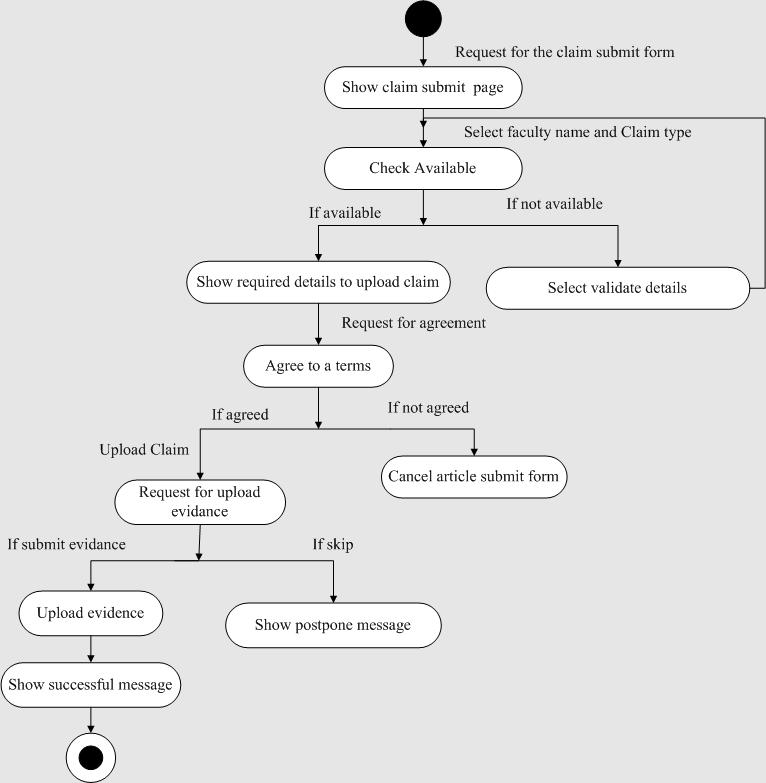 Request for the claim submit form
Show claim submit page
Select faculty name and Claim type
Check Available
If available
If not available
Show required details to upload claim
Select validate details
Request for agreement
Agree to a terms
If agreed
If not agreed
Upload Claim
Cancel article submit form
Request for upload
evidance
If submit evidance
If skip
Upload evidence
Show postpone message
Show successful message